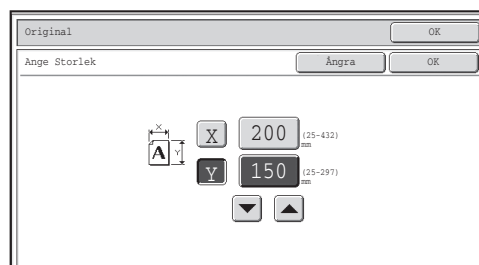 Original OK
Ange Storlek Ångra OK
X
A Y X 200 (25-432)
mm
Y 150 (25-297)
mm